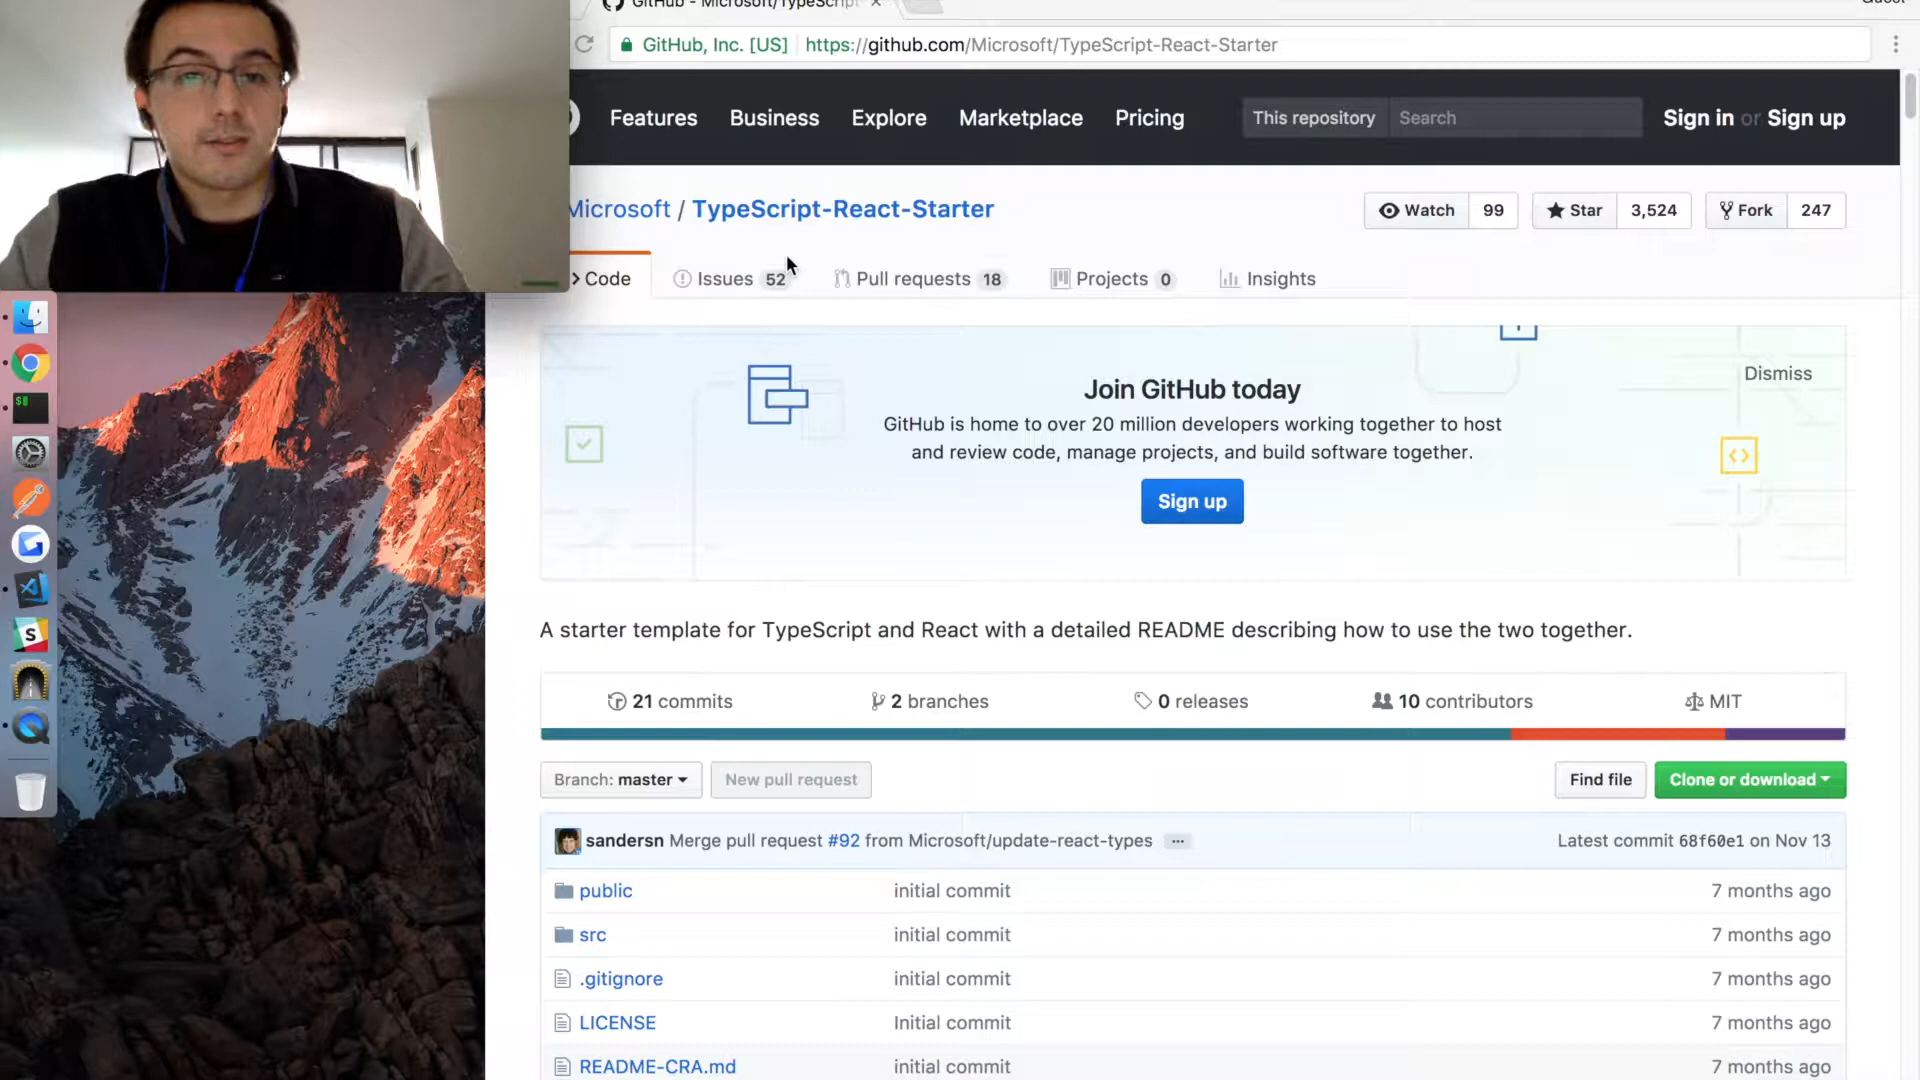 GitHub - Microsoft/TypeScript
GitHub, Inc. [US] https://github.com/Microsoft/TypeScript-React-Starter
Features Business Explore Marketplace Pricing This repository Search Sign in or Sign up
Microsoft / TypeScript-React-Starter Watch 99 Star 3,524 Fork 247
Code Issues 52 Pull requests 18 Projects 0 Insights
Join GitHub today
Dismiss
GitHub is home to over 20 million developers working together to host
and review code, manage projects, and build software together.
Sign up
A starter template for TypeScript and React with a detailed README describing how to use the two together.
21 commits 2 branches 0 releases 10 contributors MIT
Branch: master New pull request Find file Clone or download
sandersn Merge pull request #92 from Microsoft/update-react-types ... Latest commit 68f60e1 on Nov 13
public initial commit 7 months ago
src initial commit 7 months ago
.gitignore initial commit 7 months ago
LICENSE Initial commit 7 months ago
README-CRA.md initial commit 7 months ago